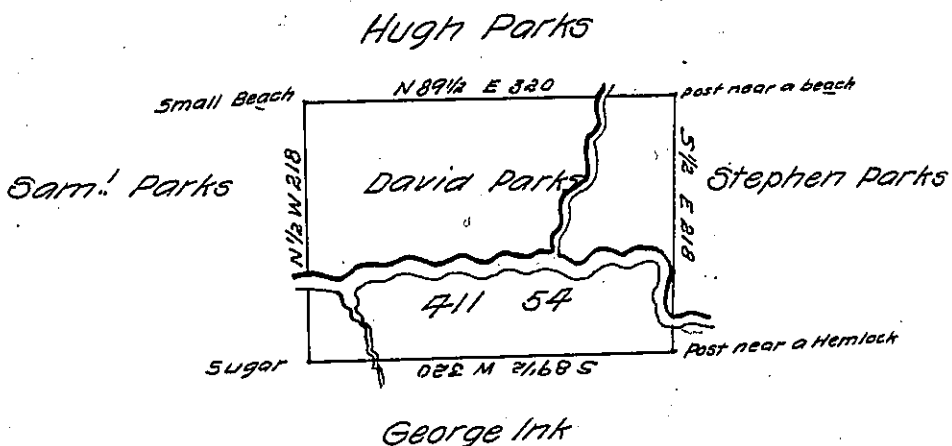 Hugh Parks
N 89½ E 320
Small Beach
post near a beach
N ½ W 218
Sam! Parks
David Parks
S ½ E 218
Stephen Parks
411 54
Post near a Hemlock
Sugar
S 89½ W 320
George Ink